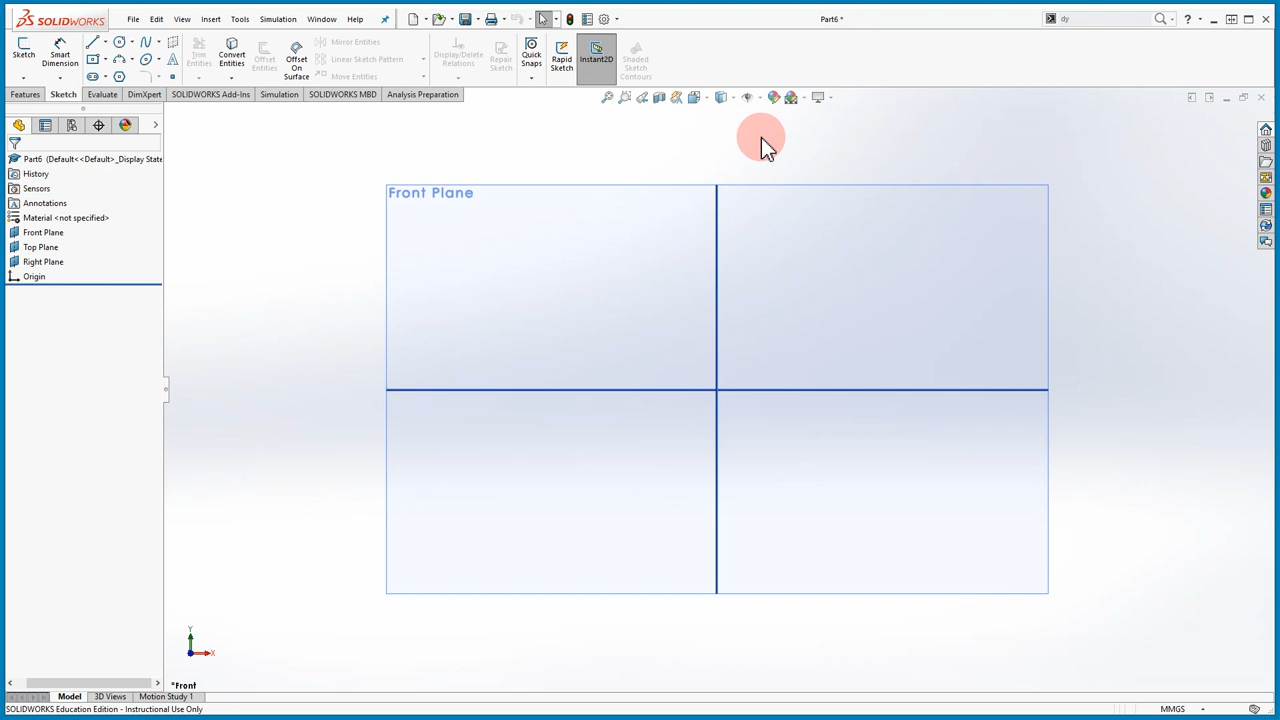 SOLIDWORKS File Edit View Insert Tools Simulation Window Help Part6 * dy
Sketch Smart Dimension Trim Entities Convert Entities Offset Entities Offset On Surface Mirror Entities Linear Sketch Pattern Move Entities Display/Delete Relations Repair Sketch Quick Snaps Rapid Sketch Instant2D Shaded Sketch Contours
Features Sketch Evaluate DimXpert SOLIDWORKS Add-Ins Simulation SOLIDWORKS MBD Analysis Preparation
Part6 (Default<<Default>_Display State
History
Sensors
Annotations
Material <not specified>
Front Plane
Top Plane
Right Plane
Origin
Front Plane
Y
X
*Front
Model 3D Views Motion Study 1
SOLIDWORKS Education Edition - Instructional Use Only MMGS